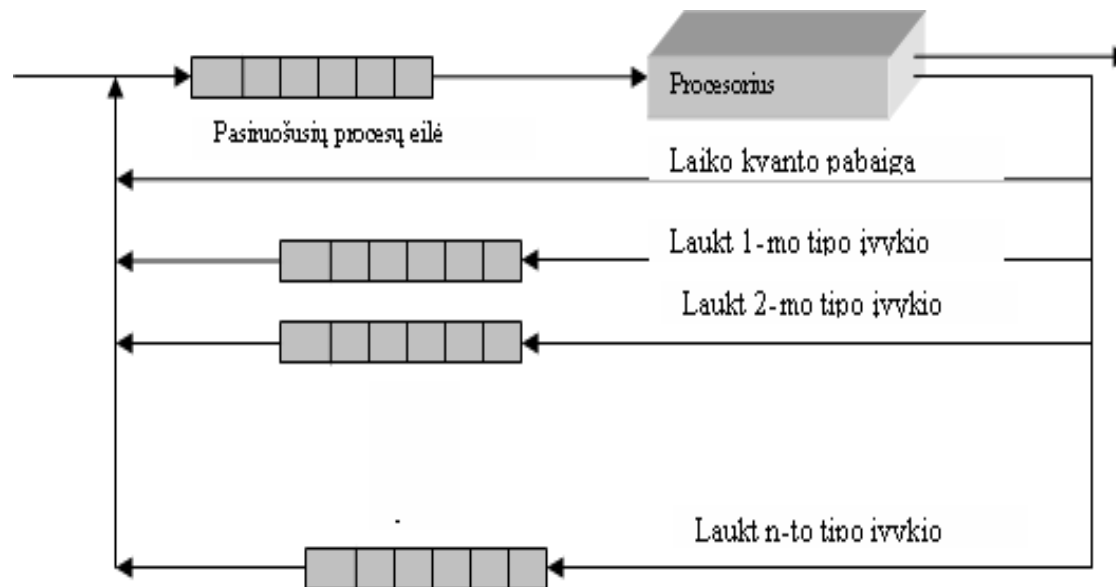 Procesorius
Pasiruošusių procesų eilė
Laiko kvanto pabaiga
Laukt 1-mo tipo įvykio
Laukt 2-mo tipo įvykio
.
Laukt n-to tipo įvykio